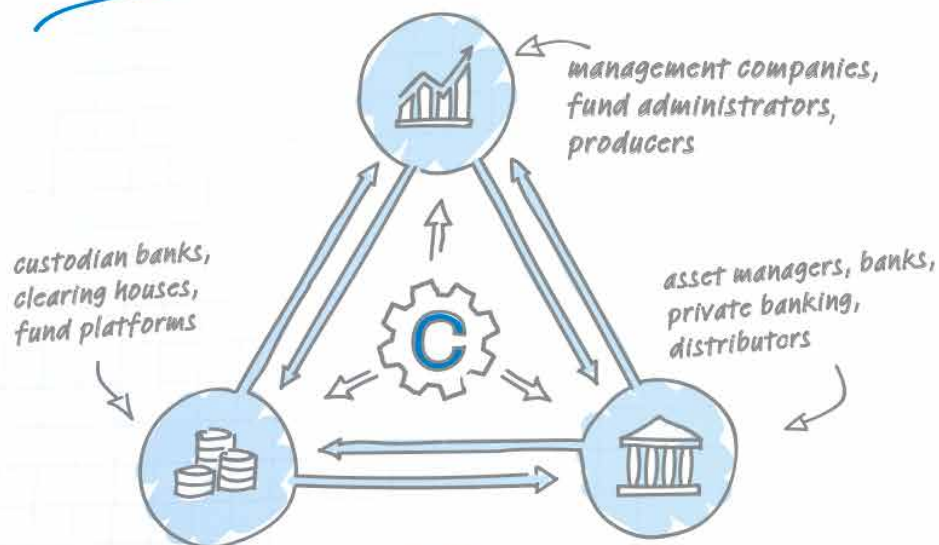 management companies,
fund administrators,
producers
custodian banks,
clearing houses,
fund platforms
asset managers, banks,
private banking,
distributors
C